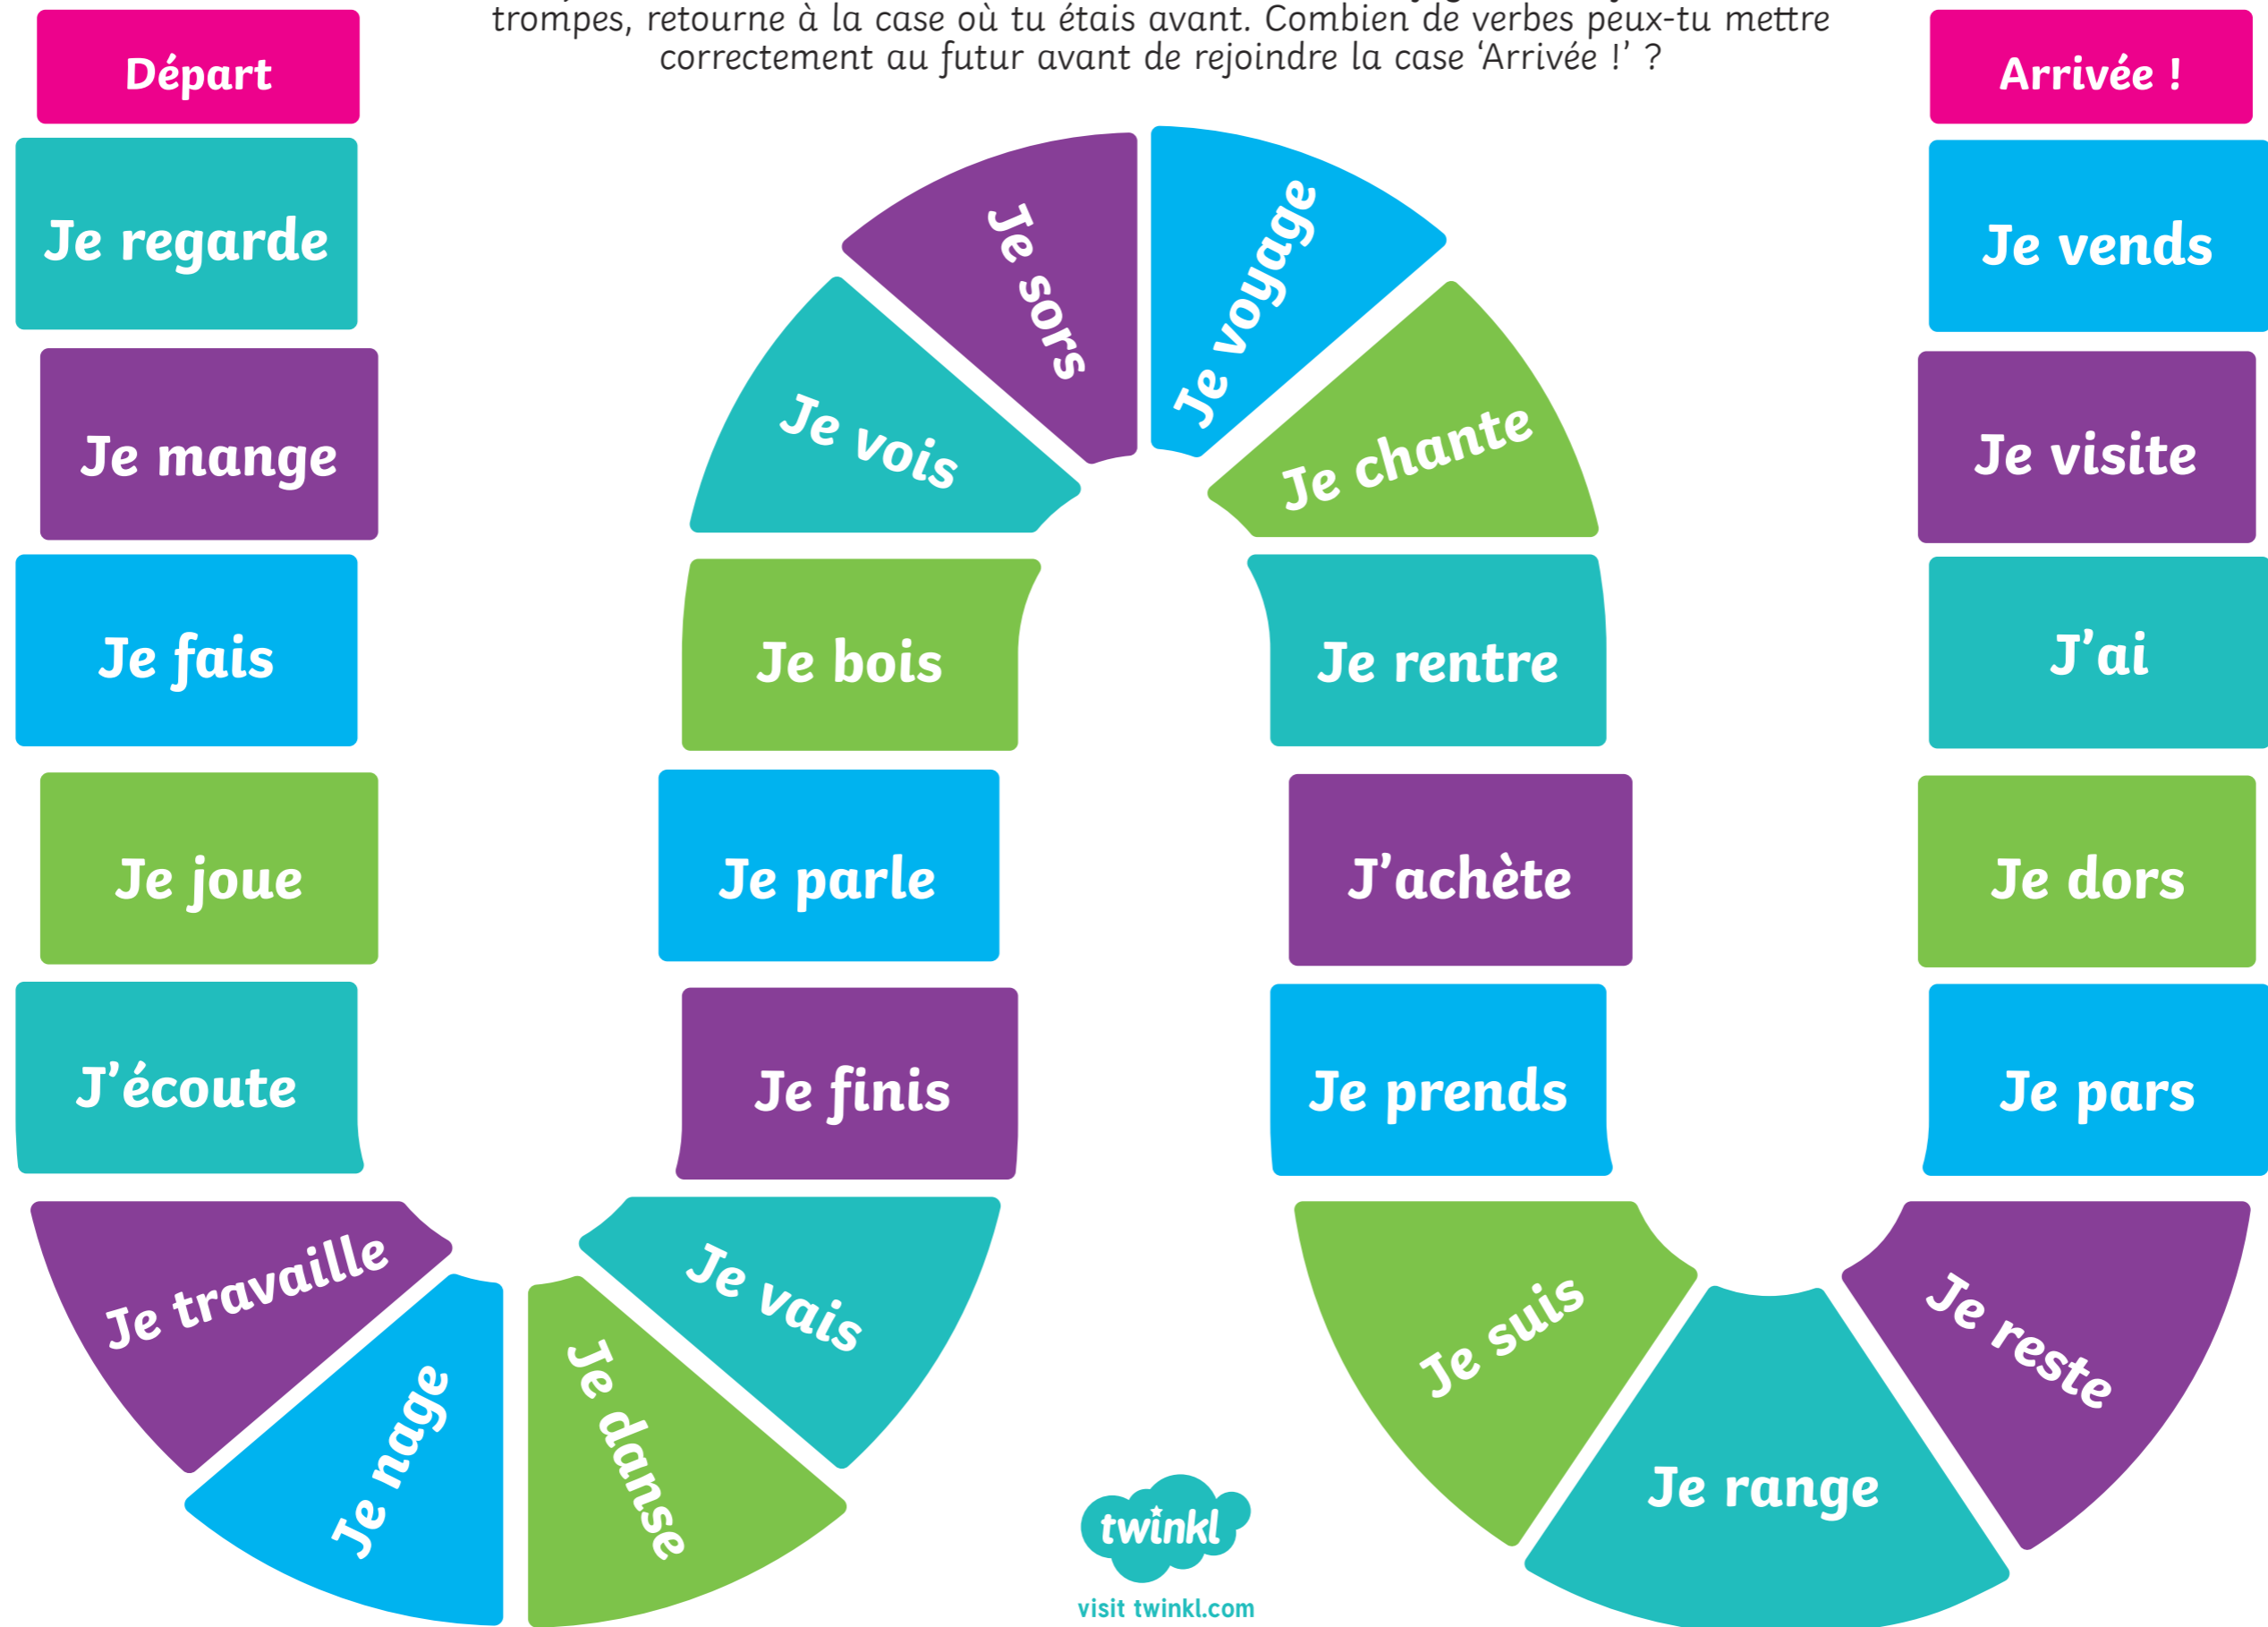 trompes, retourne à la case où tu étais avant. Combien de verbes peux-tu mettre
correctement au futur avant de rejoindre la case ‘Arrivée !’ ?
Départ
Je regarde
Je mange
Je fais
Je joue
J’écoute
Je travaille
Je nage
Je danse
Je vais
Je finis
Je parle
Je bois
Je vois
Je sors
Je voyage
Je chante
Je rentre
J’achète
Je prends
Je suis
Je range
Je reste
Je pars
Je dors
J’ai
Je visite
Je vends
Arrivée !
twinkl
visit twinkl.com